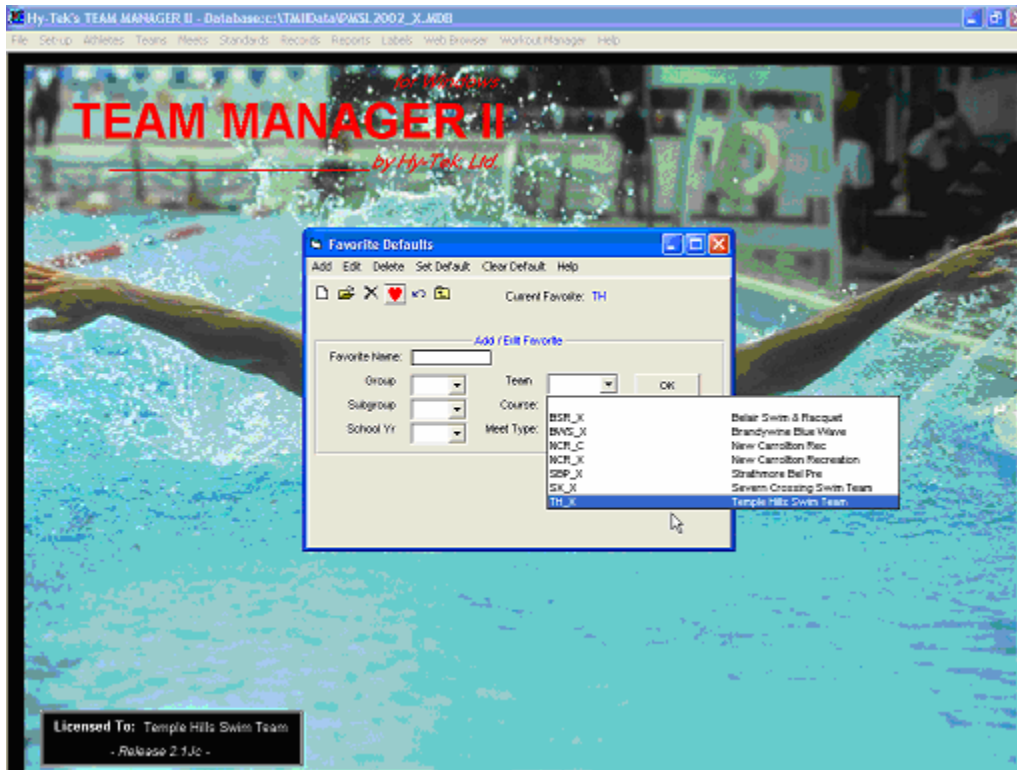 Hy-Tek's TEAM MANAGER II - Database:c:\TMIIData\PMSL2002_X.MDB
File Set-up Athletes Teams Meets Standards Records Reports Labels Web Browser Workout Manager Help
for Windows
TEAM MANAGER II
by Hy-Tek, Ltd.
Favorite Defaults
Add Edit Delete Set Default Clear Default Help
Current Favorite: TH
Add / Edit Favorite
Favorite Name:
Group Team OK
Subgroup Course:
School Yr Meet Type:
BSR_X Belair Swim & Racquet
BWS_X Brandywine Blue Wave
NCR_C New Carrollton Rec
NCR_X New Carrollton Recreation
SBP_X Strathmore Bel Pre
SX_X Severn Crossing Swim Team
TH_X Temple Hills Swim Team
Licensed To: Temple Hills Swim Team
- Release 2.1Jc -